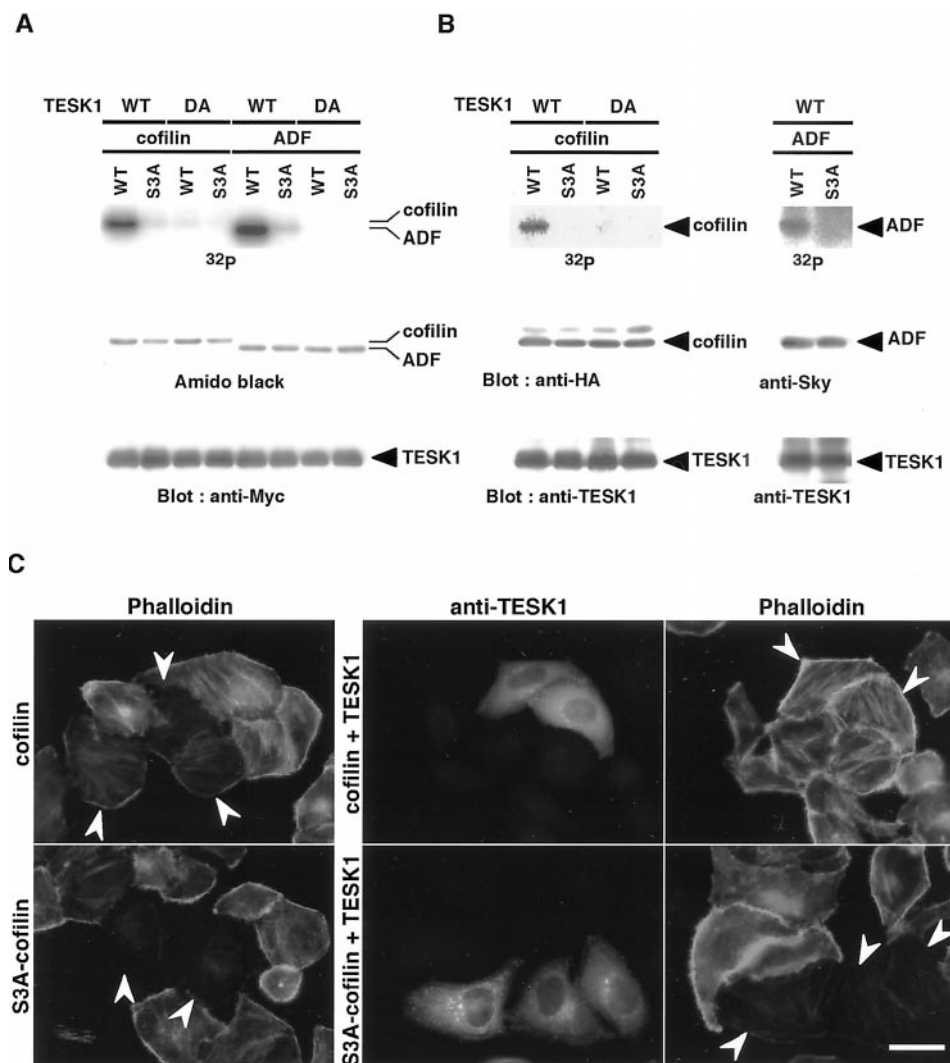 A
B
TESK1 WT DA WT DA
cofilin ADF
WT S3A WT S3A WT S3A WT S3A
cofilin
ADF
32P
cofilin
ADF
Amido black
TESK1
Blot : anti-Myc
TESK1 WT DA WT
cofilin ADF
WT S3A WT S3A WT S3A
cofilin ADF
32P 32P
cofilin ADF
Blot : anti-HA anti-Sky
TESK1 TESK1
Blot : anti-TESK1 anti-TESK1
C
Phalloidin anti-TESK1 Phalloidin
cofilin
cofilin + TESK1
S3A-cofilin
S3A-cofilin + TESK1